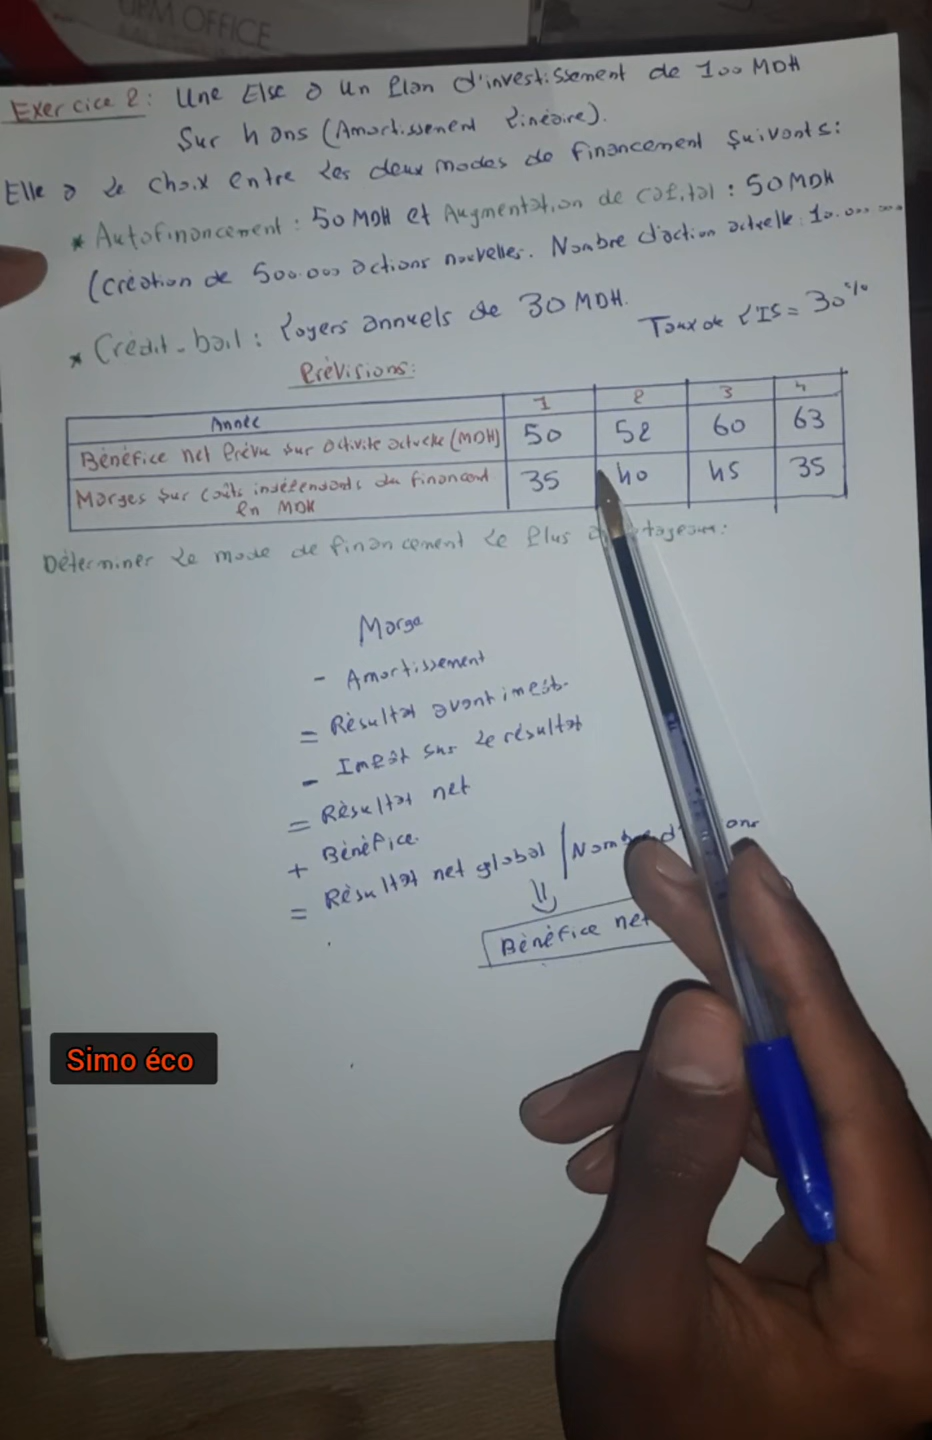 UPM OFFICE
Exercice 2: Une Else a un Plan d'investissement de 100 MDH
Sur 4 ans (Amortissement linéaire).
Elle a le choix entre les deux modes de financement suivants:
* Autofinancement : 50 MDH et Augmentation de capital : 50 MDH
(création de 500.000 actions nouvelles. Nombre d'action actuelle : 10.000.000
* Crédit-bail : loyers annuels de 30 MDH.
Taux de l'IS = 30%
Prévisions:
Année 1 2 3 4
Bénéfice net Prévu sur activité actuelle (MDH) 50 52 60 63
Marges sur coûts indépendants du financent 35 40 45 35
en MDH
Déterminer le mode de financement le plus
Marge
- Amortissement
= Résultat avant impôt.
- Impôt sur le résultat
= Résultat net
+ Bénéfice.
= Résultat net global /
Bénéfice net
Simo éco